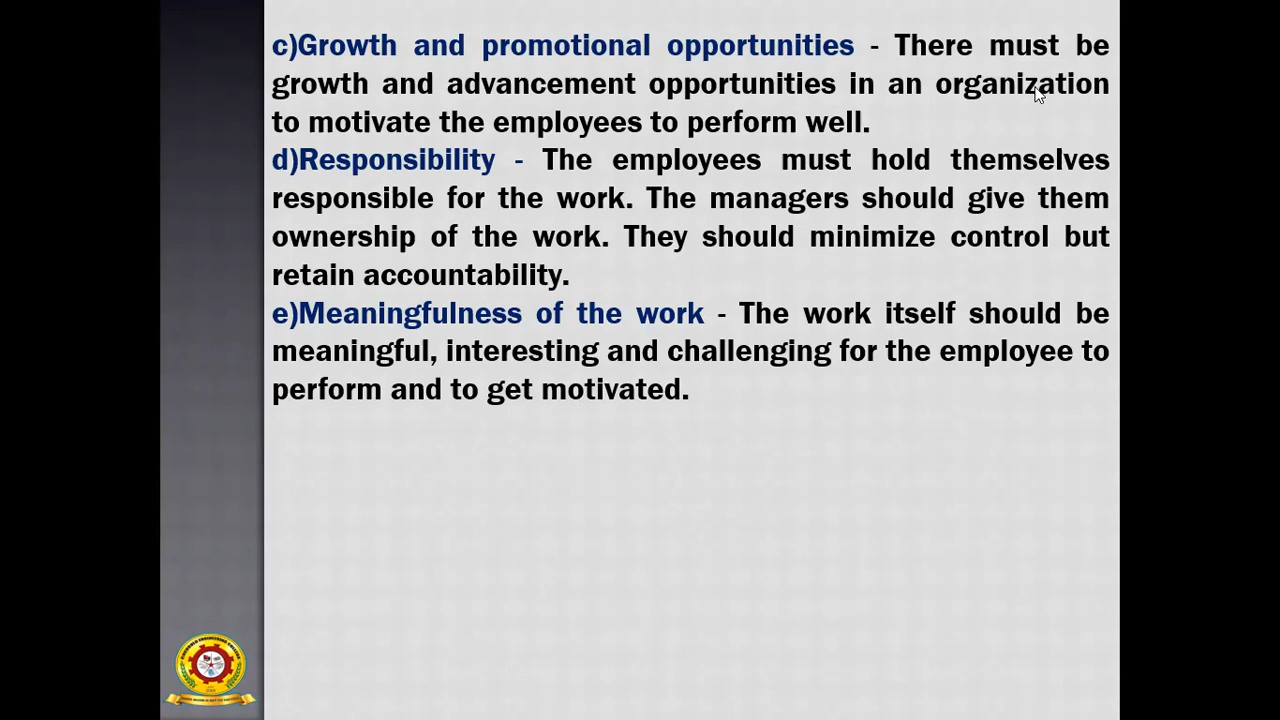 c)Growth and promotional opportunities - There must be
growth and advancement opportunities in an organization
to motivate the employees to perform well.
d)Responsibility - The employees must hold themselves
responsible for the work. The managers should give them
ownership of the work. They should minimize control but
retain accountability.
e)Meaningfulness of the work - The work itself should be
meaningful, interesting and challenging for the employee to
perform and to get motivated.